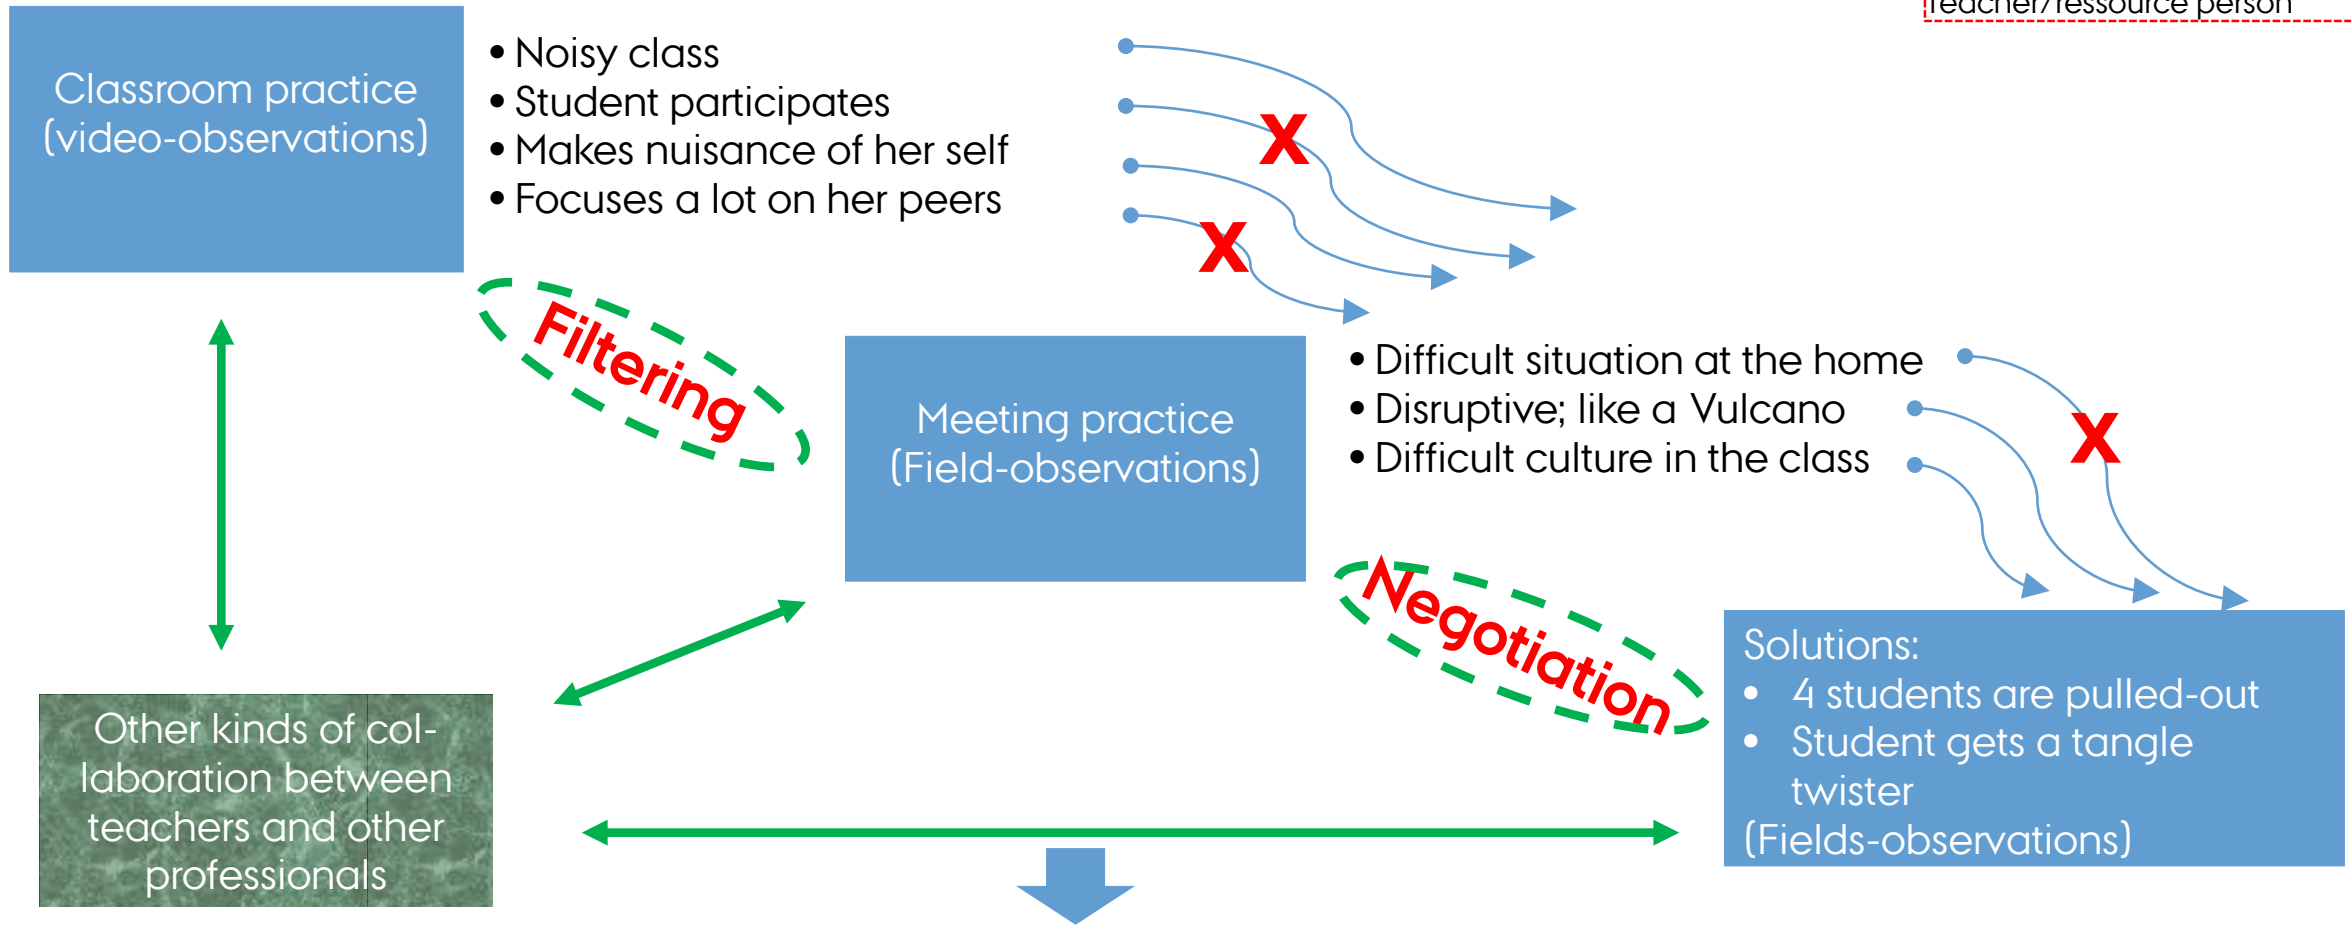 Teacher/ressource person
Classroom practice
(video-observations)
• Noisy class
• Student participates
• Makes nuisance of her self
• Focuses a lot on her peers
X
X
Filtering
Meeting practice
(Field-observations)
• Difficult situation at the home
• Disruptive; like a Vulcano
• Difficult culture in the class
X
Negotiation
Other kinds of col-
laboration between
teachers and other
professionals
Solutions:
• 4 students are pulled-out
• Student gets a tangle
twister
(Fields-observations)